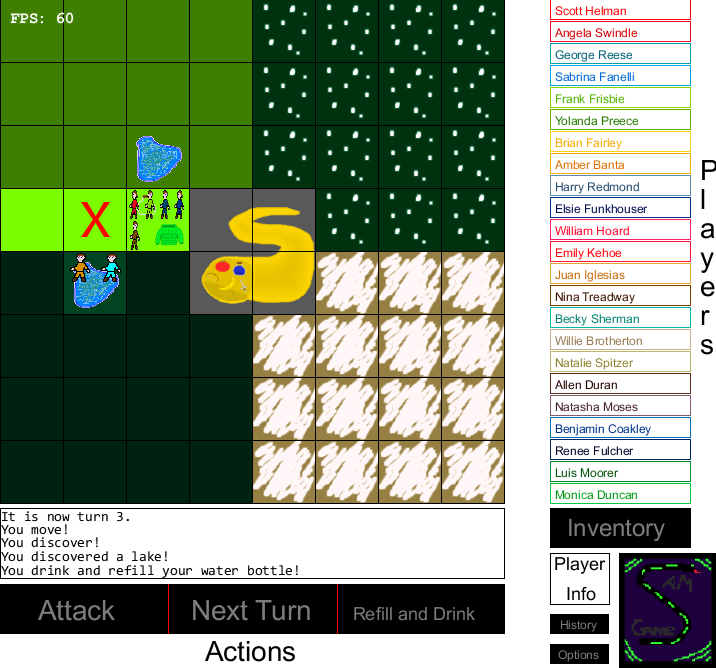 FPS: 60
X
It is now turn 3.
You move!
You discover!
You discovered a lake!
You drink and refill your water bottle!
Attack
Next Turn
Refill and Drink
Actions
Scott Helman
Angela Swindle
George Reese
Sabrina Fanelli
Frank Frisbie
Yolanda Preece
Brian Fairley
Amber Banta
Harry Redmond
Elsie Funkhouser
William Hoard
Emily Kehoe
Juan Iglesias
Nina Treadway
Becky Sherman
Willie Brotherton
Natalie Spitzer
Allen Duran
Natasha Moses
Benjamin Coakley
Renee Fulcher
Luis Moorer
Monica Duncan
Players
Inventory
Player
Info
History
Options
SAM
GAME